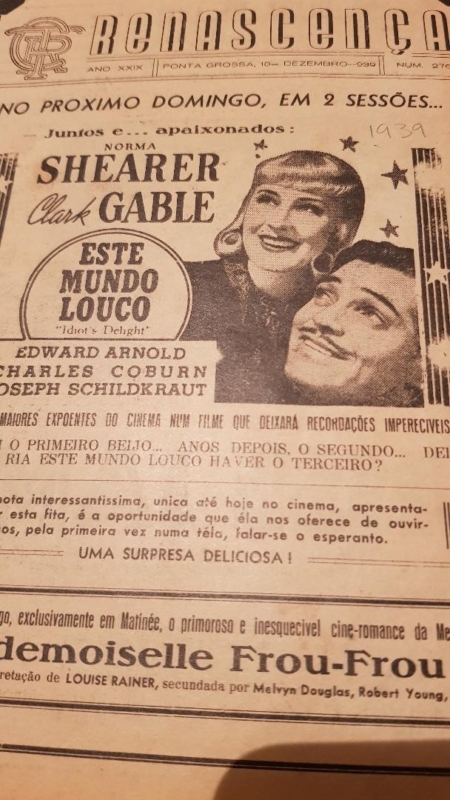 RENASCENÇA
ANO XXIX PONTA GROSSA, 10— DEZEMBRO—939 NUM. 270
NO PROXIMO DOMINGO, EM 2 SESSÕES...
Juntos e... apaixonados:
1939
NORMA
SHEARER
Clark GABLE
ESTE
MUNDO
LOUCO
"Idiot's Delight"
EDWARD ARNOLD
CHARLES COBURN
JOSEPH SCHILDKRAUT
MAIORES EXPOENTES DO CINEMA NUM FILME QUE DEIXARÁ RECORDAÇÕES IMPERECIVEIS
O PRIMEIRO BEIJO... ANOS DEPOIS, O SEGUNDO...
RIA ESTE MUNDO LOUCO HAVER O TERCEIRO?
interessantissima, unica até hoje no cinema, apresenta-
esta fita, é a oportunidade que éla nos oferece de ouvir-
pela primeira vez numa téla, falar-se o esperanto.
UMA SURPRESA DELICIOSA!
exclusivamente em Matinée, o primoroso e inesquecivel cine-romance da
demoiselle Frou-Frou
retação de LOUISE RAINER, secundada por Melvyn Douglas, Robert Young,